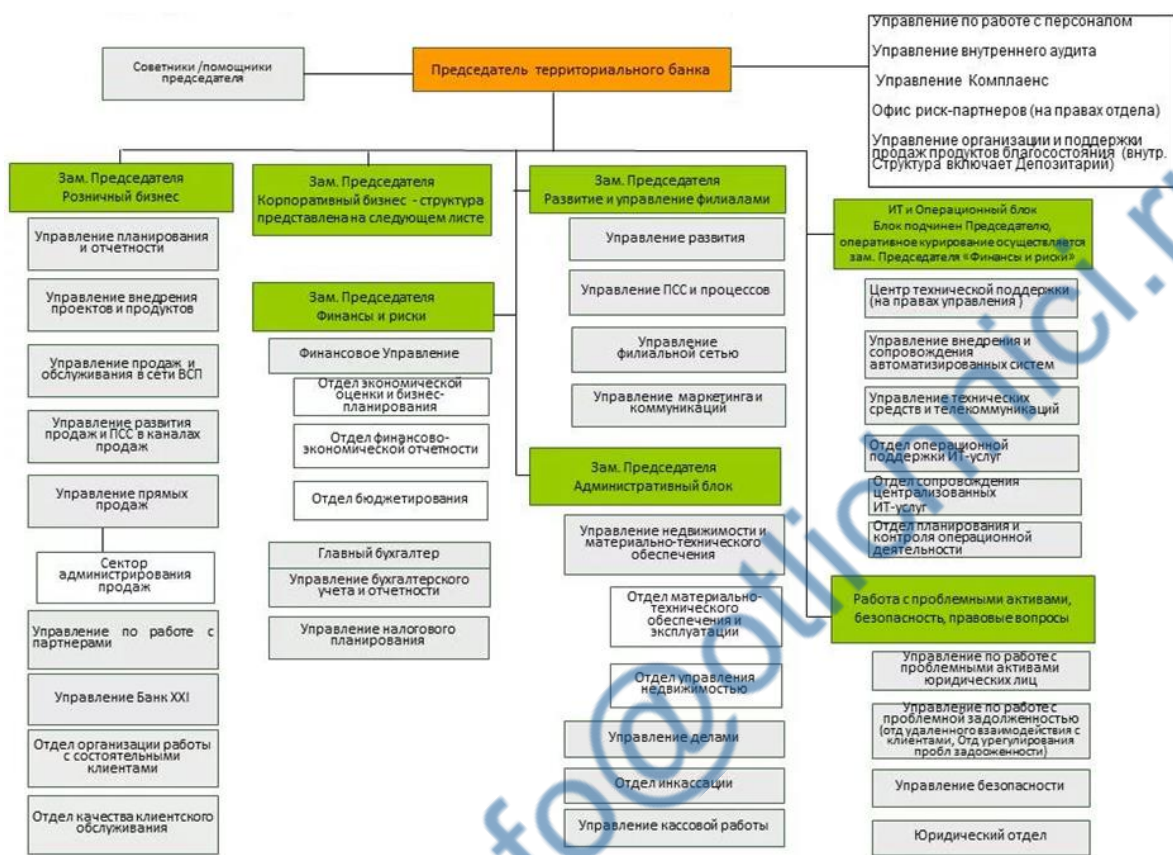 Советники /помощники
председателя
Председатель территориального банка
Управление по работе с персоналом
Управление внутреннего аудита
Управление Комплаенс
Офис риск-партнеров (на правах отдела)
Управление организации и поддержки
продаж продуктов благосостояния (внутр.
Структура включает Депозитарий)
Зам. Председателя
Розничный бизнес
Управление планирования
и отчетности
Управление внедрения
проектов и продуктов
Управление продаж и
обслуживания в сети ВСП
Управление развития
продаж и ПСС в каналах
продаж
Управление прямых
продаж
Сектор
администрирования
продаж
Управление по работе с
партнерами
Управление Банк XXI
Отдел организации работы
с состоятельными
клиентами
Отдел качества клиентского
обслуживания
Зам. Председателя
Корпоративный бизнес - структура
представлена на следующем листе
Зам. Председателя
Финансы и риски
Финансовое Управление
Отдел экономической
оценки и бизнес-
планирования
Отдел финансово-
экономической отчетности
Отдел бюджетирования
Главный бухгалтер
Управление бухгалтерского
учета и отчетности
Управление налогового
планирования
Зам. Председателя
Развитие и управление филиалами
Управление развития
Управление ПСС и процессов
Управление
филиальной сетью
Управление маркетинга и
коммуникаций
Зам. Председателя
Административный блок
Управление недвижимости и
материально-технического
обеспечения
Отдел материально-
технического
обеспечения и
эксплуатации
Отдел управления
недвижимостью
Управление делами
Отдел инкассации
Управление кассовой работы
ИТ и Операционный блок
Блок подчинен Председателю,
оперативное курирование осуществляется
зам. Председателя «Финансы и риски»
Центр технической поддержки
(на правах управления )
Управление внедрения и
сопровождения
автоматизированных систем
Управление технических
средств и телекоммуникаций
Отдел операционной
поддержки ИТ-услуг
Отдел сопровождения
централизованных
ИТ-услуг
Отдел планирования и
контроля операционной
деятельности
Работа с проблемными активами,
безопасность, правовые вопросы
Управление по работе с
проблемными активами
юридических лиц
Управление по работе с
проблемной задолженностью
(отд удаленного взаимодействия с
клиентами, Отд урегулирования
пробл задооженности)
Управление безопасности
Юридический отдел
fo@otlichnici.r